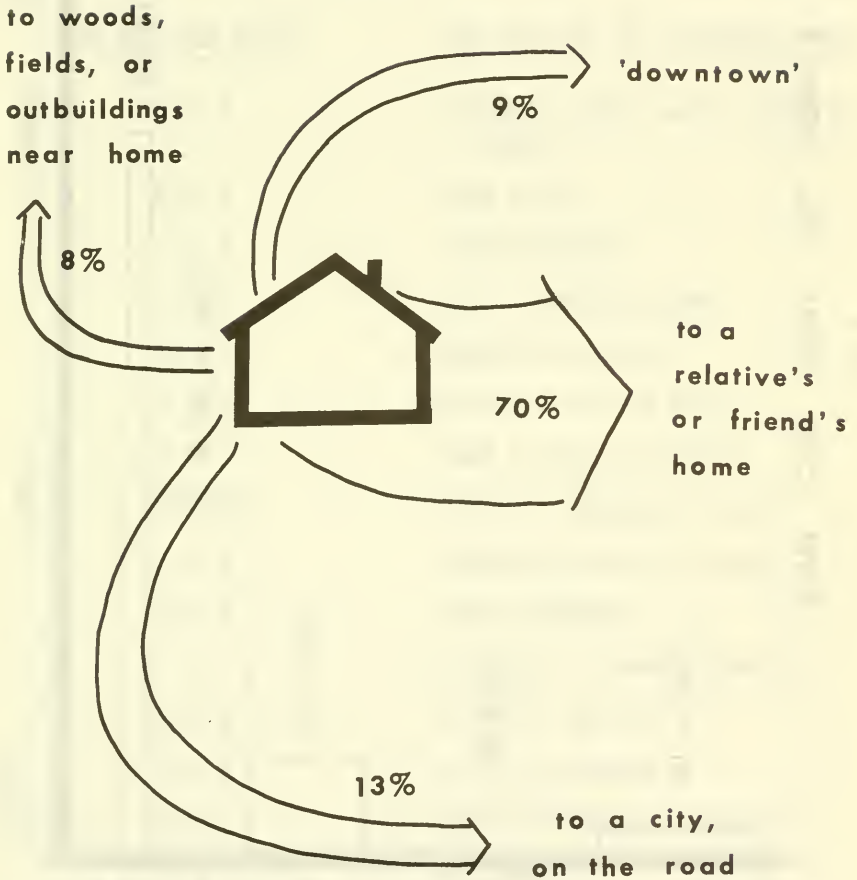 to woods,
fields, or
outbuildings
near home
'downtown'
9%
8%
to a
relative's
or friend's
home
70%
13%
to a city,
on the road